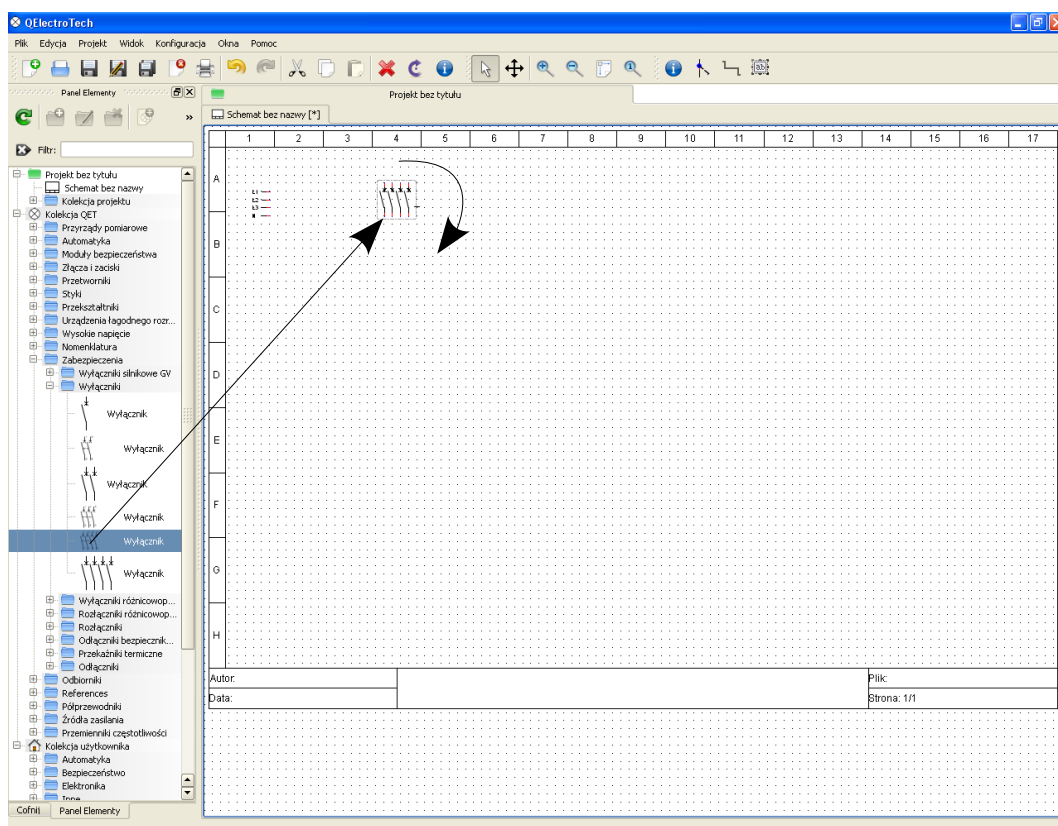 QElectroTech
Plik Edycja Projekt Widok Konfiguracja Okna Pomoc
Panel Elementy
Projekt bez tytułu
Schemat bez nazwy [*]
Filtr:
1 2 3 4 5 6 7 8 9 10 11 12 13 14 15 16 17
A
B
C
D
E
F
G
H
L1
L2
L3
N
Projekt bez tytułu
Schemat bez nazwy
Kolekcja projektu
Kolekcja QET
Przyrządy pomiarowe
Automatyka
Moduły bezpieczeństwa
Złącza i zaciski
Przetworniki
Styki
Przekształtniki
Urządzenia łagodnego rozr...
Wysokie napięcie
Nomenklatura
Zabezpieczenia
Wyłączniki silnikowe GV
Wyłączniki
Wyłącznik
Wyłącznik
Wyłącznik
Wyłącznik
Wyłącznik
Wyłącznik
Wyłączniki różnicowop...
Rozłączniki różnicowop...
Rozłączniki
Odłączniki bezpiecznik...
Przekaźniki termiczne
Odłączniki
Odbiorniki
References
Półprzewodniki
Źródła zasilania
Przemienniki częstotliwości
Kolekcja użytkownika
Automatyka
Bezpieczeństwo
Elektronika
Inne
Autor:
Data:
Plik:
Strona: 1/1
Cofnij Panel Elementy